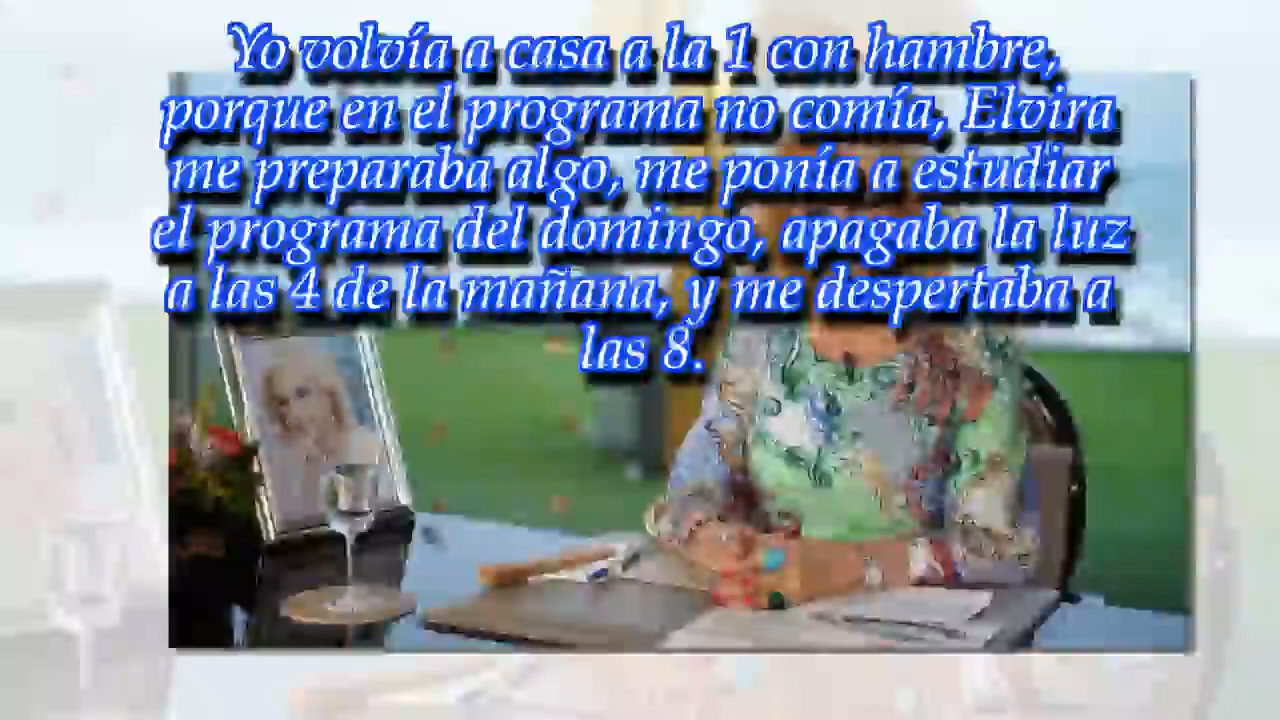 Yo volvía a casa a la 1 con hambre,
porque en el programa no comía, Elvira
me preparaba algo, me ponía a estudiar
el programa del domingo, apagaba la luz
a las 4 de la mañana, y me despertaba a
las 8.